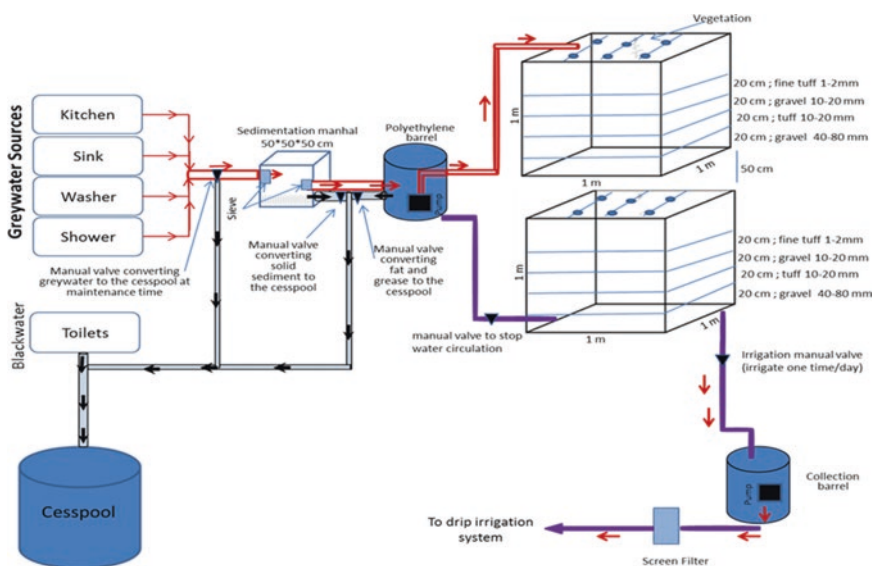 Greywater Sources
Kitchen
Sink
Washer
Shower
Blackwater
Toilets
Cesspool
Manual valve converting
greywater to the cesspool at
maintenance time
Sieve
Sedimentation manhal
50*50*50 cm
Manual valve
converting
solid
sediment to
the cesspool
Manual valve
converting
fat and
grease to the
cesspool
Polyethylene
barrel
Pump
Vegetation
20 cm ; fine tuff 1-2mm
20 cm ; gravel 10-20 mm
20 cm ; tuff 10-20 mm
20 cm ; gravel 40-80 mm
1 m
1 m
1 m
50 cm
20 cm ; fine tuff 1-2mm
20 cm ; gravel 10-20 mm
20 cm ; tuff 10-20 mm
20 cm ; gravel 40-80 mm
1 m
1 m
1 m
manual valve to stop
water circulation
Irrigation manual valve
(irrigate one time/day)
Pump
Collection
barrel
To drip irrigation
system
Screen Filter